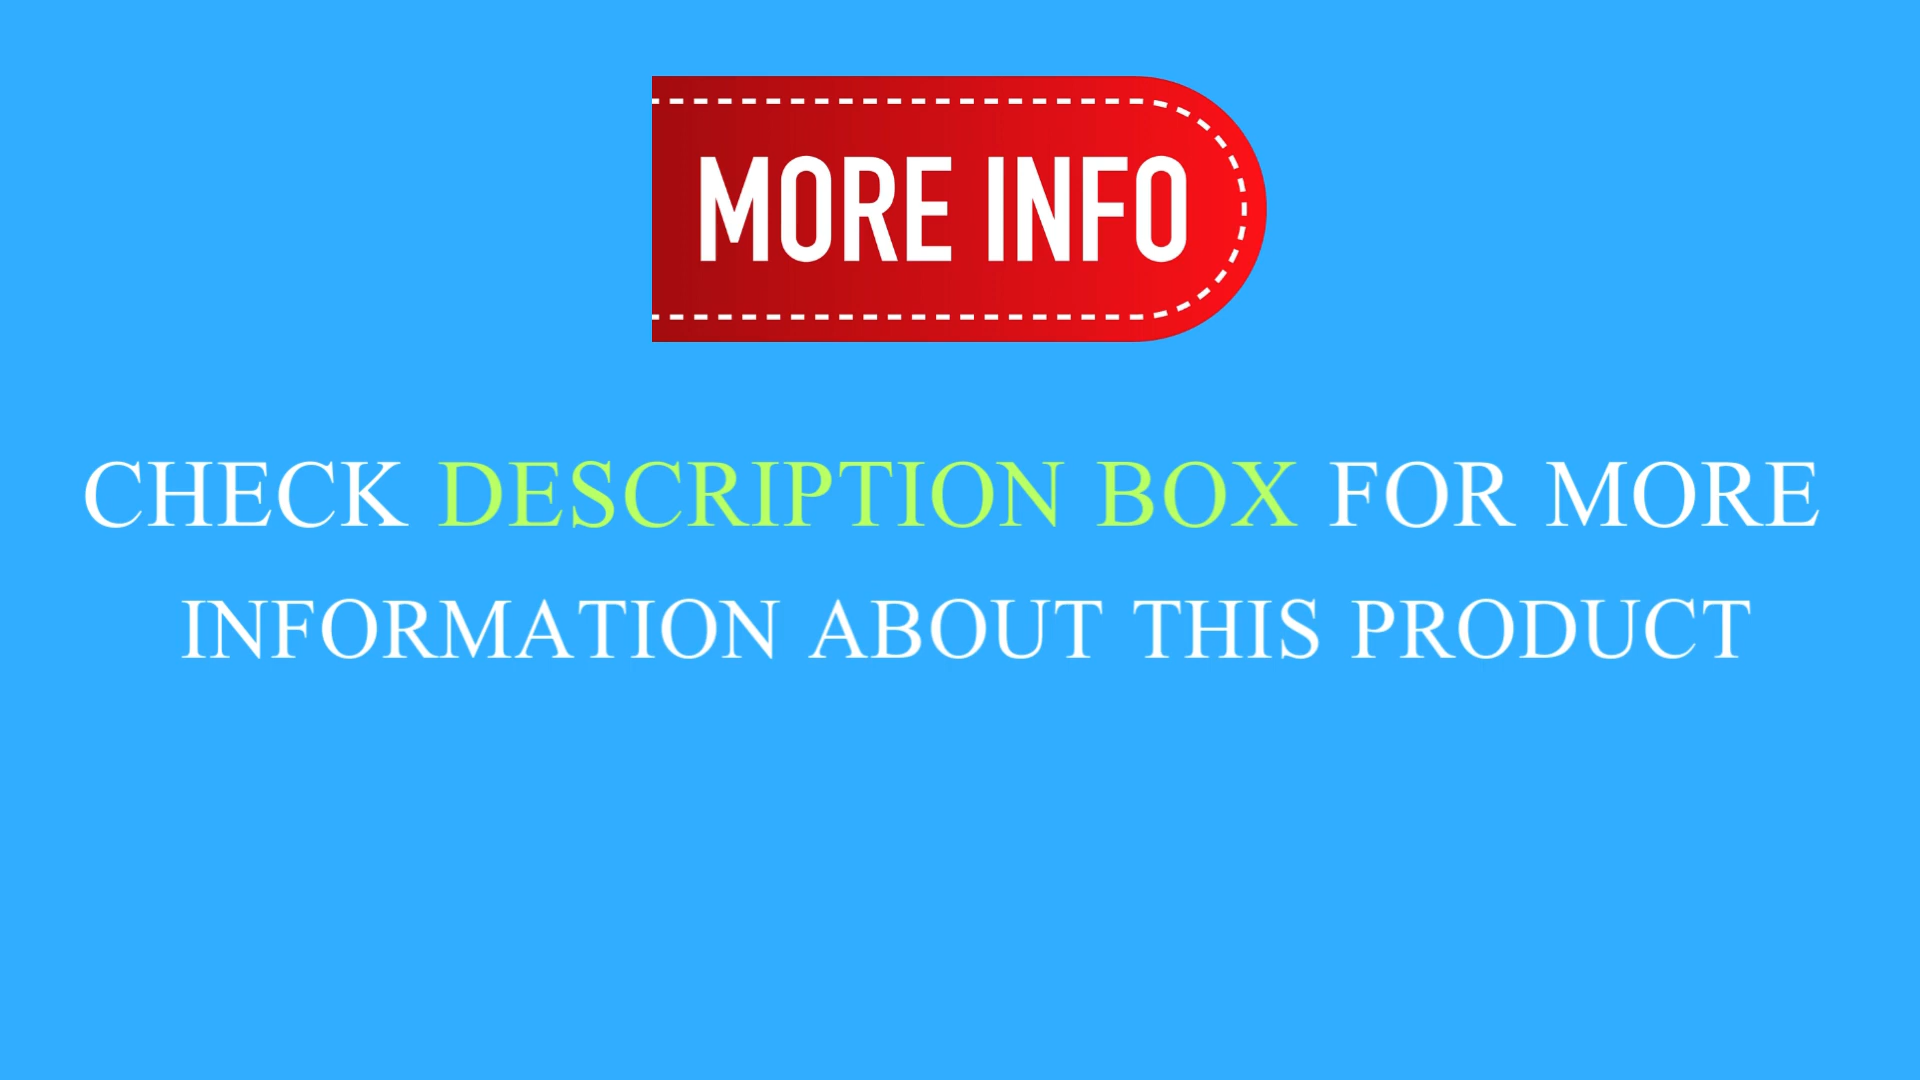 MORE INFO
CHECK DESCRIPTION BOX FOR MORE
INFORMATION ABOUT THIS PRODUCT